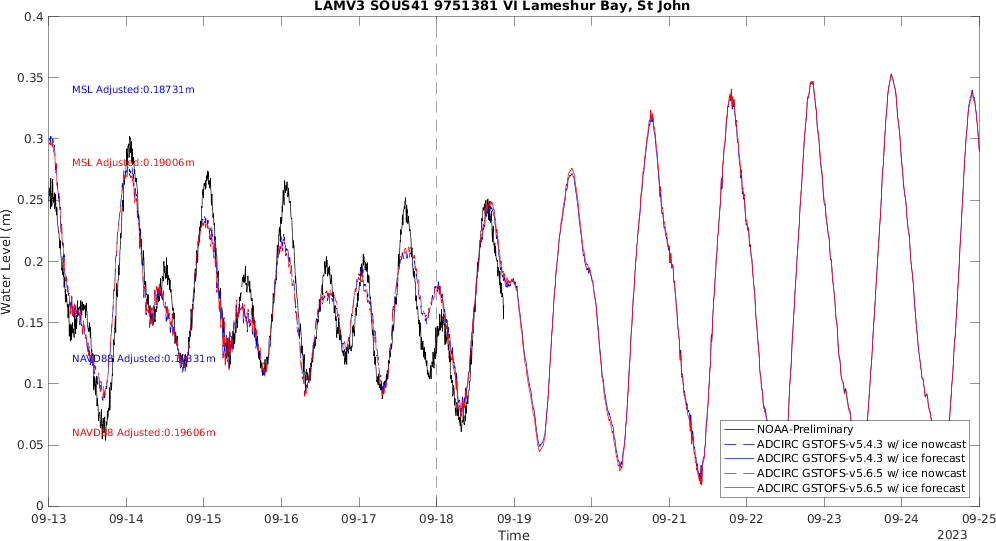 LAMV3 SOUS41 9751381 VI Lameshur Bay, St John
0.4
0.35
0.3
0.25
0.2
0.15
0.1
0.05
0
Water Level (m)
MSL Adjusted:0.18731m
MSL Adjusted:0.19006m
NAVD88 Adjusted:
NAVD88 Adjusted:0.19606m
NOAA-Preliminary
ADCIRC GSTOFS-v5.4.3 w/ ice nowcast
ADCIRC GSTOFS-v5.4.3 w/ ice forecast
ADCIRC GSTOFS-v5.6.5 w/ ice nowcast
ADCIRC GSTOFS-v5.6.5 w/ ice forecast
09-13 09-14 09-15 09-16 09-17 09-18 09-19 09-20 09-21 09-22 09-23 09-24 09-25
Time
2023